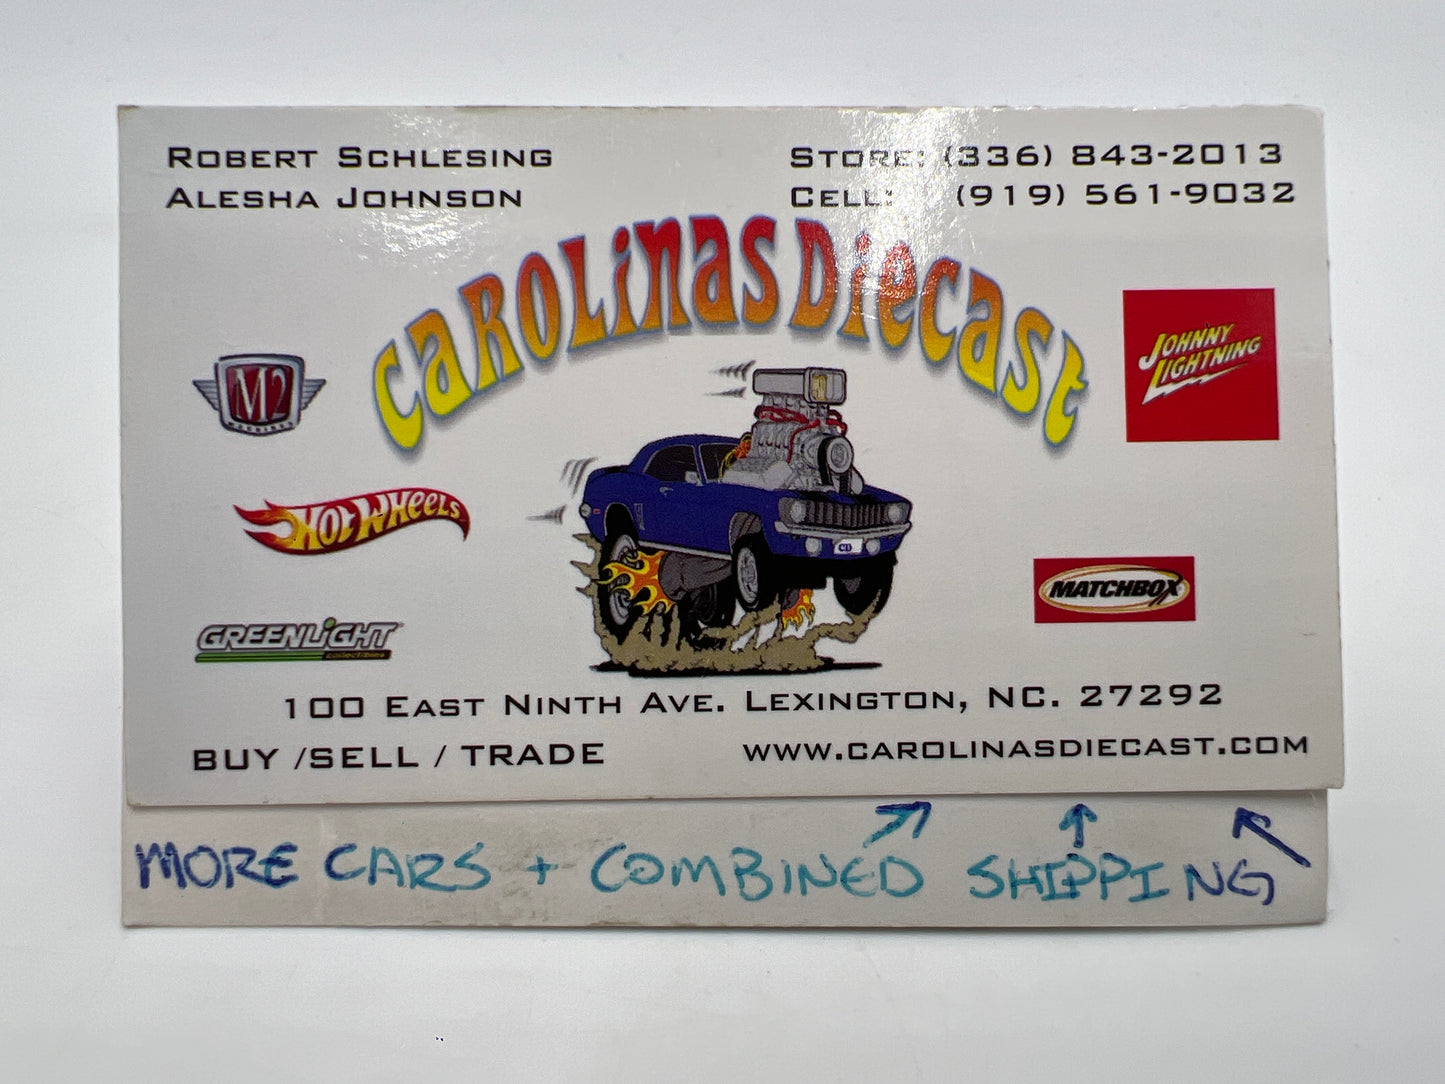 ROBERT SCHLESING
ALESHA JOHNSON
STORE: (336) 843-2013
CELL: (919) 561-9032
CAROLINAS DIECAST
M2
MACHINES
JOHNNY
LIGHTNING
HOT WHEELS
CD
MATCHBOX
GREENLIGHT
collectibles
100 EAST NINTH AVE. LEXINGTON, NC. 27292
BUY /SELL / TRADE
WWW.CAROLINASDIECAST.COM
MORE CARS + COMBINED SHIPPING